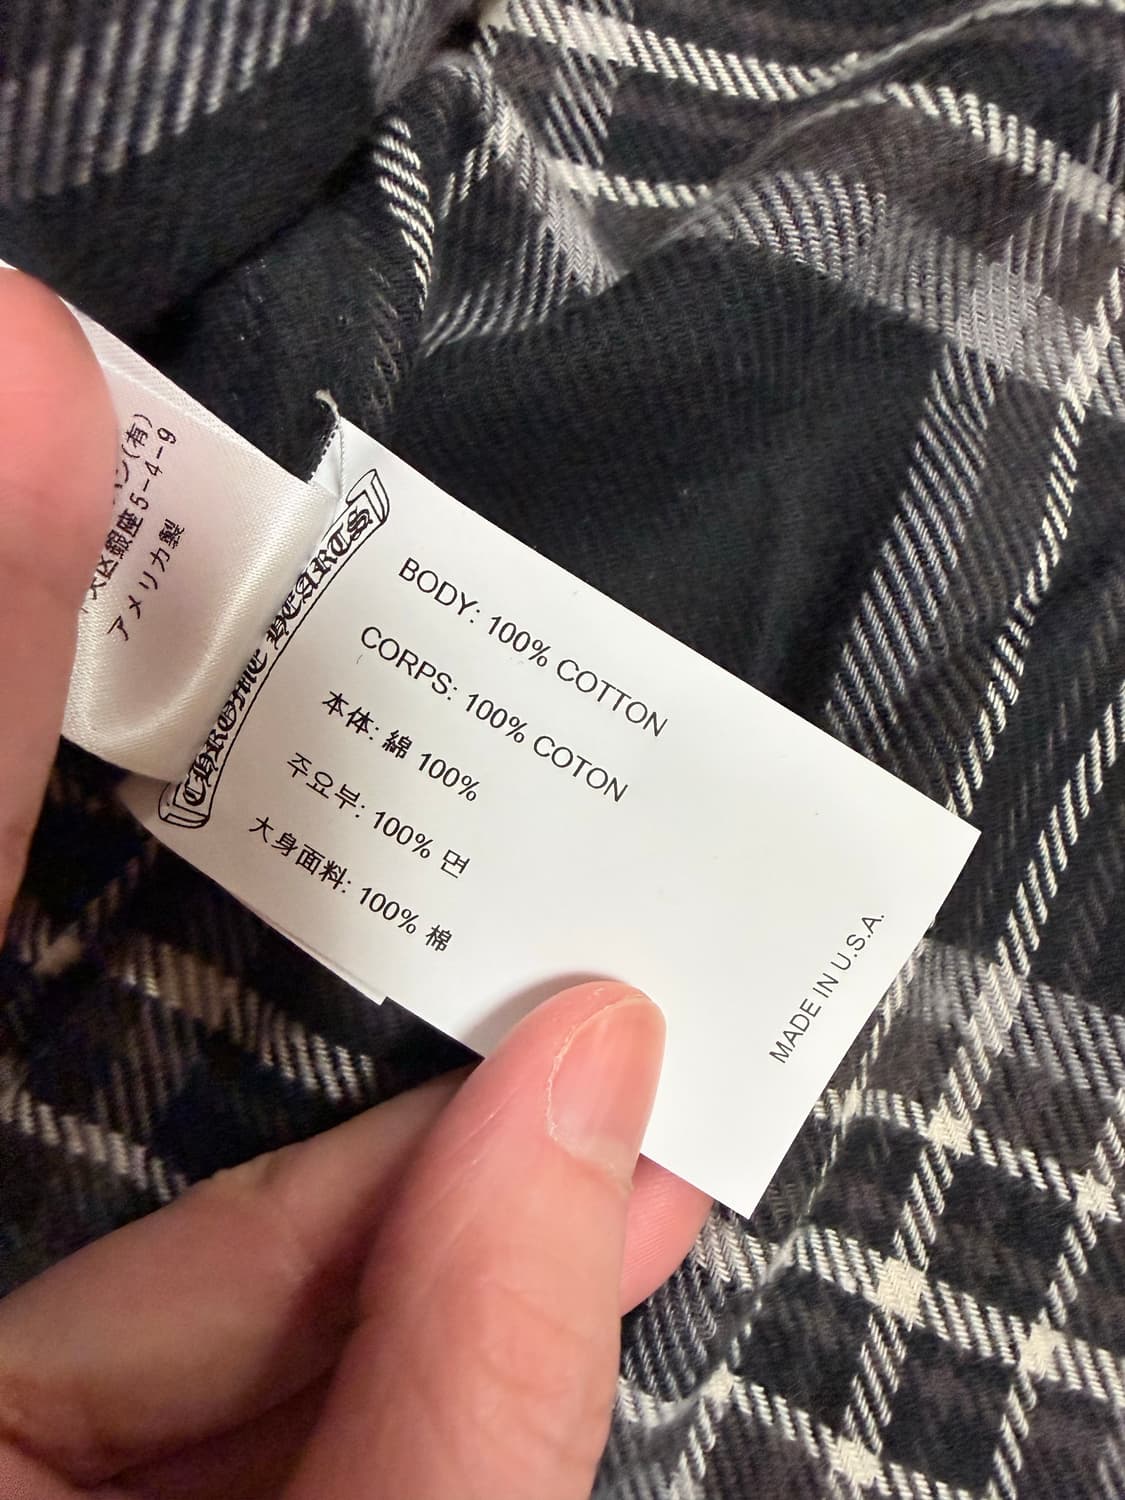 (有)
区銀座5-4-9
アメリカ製
CHROME HEARTS
BODY: 100% COTTON
CORPS: 100% COTON
本体: 綿 100%
주요부: 100% 면
大身面料: 100% 棉
MADE IN U.S.A.